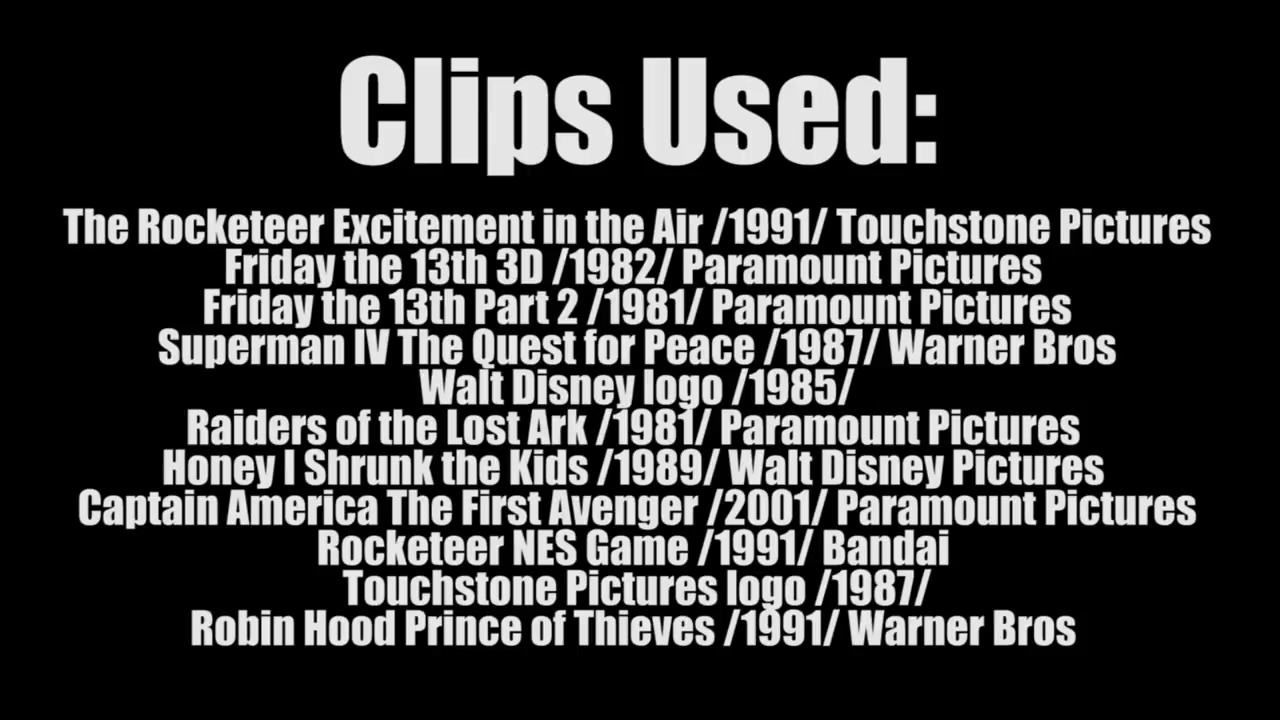 Clips Used:
The Rocketeer Excitement in the Air /1991/ Touchstone Pictures
Friday the 13th 3D /1982/ Paramount Pictures
Friday the 13th Part 2 /1981/ Paramount Pictures
Superman IV The Quest for Peace /1987/ Warner Bros
Walt Disney logo /1985/
Raiders of the Lost Ark /1981/ Paramount Pictures
Honey I Shrunk the Kids /1989/ Walt Disney Pictures
Captain America The First Avenger /2001/ Paramount Pictures
Rocketeer NES Game /1991/ Bandai
Touchstone Pictures logo /1987/
Robin Hood Prince of Thieves /1991/ Warner Bros